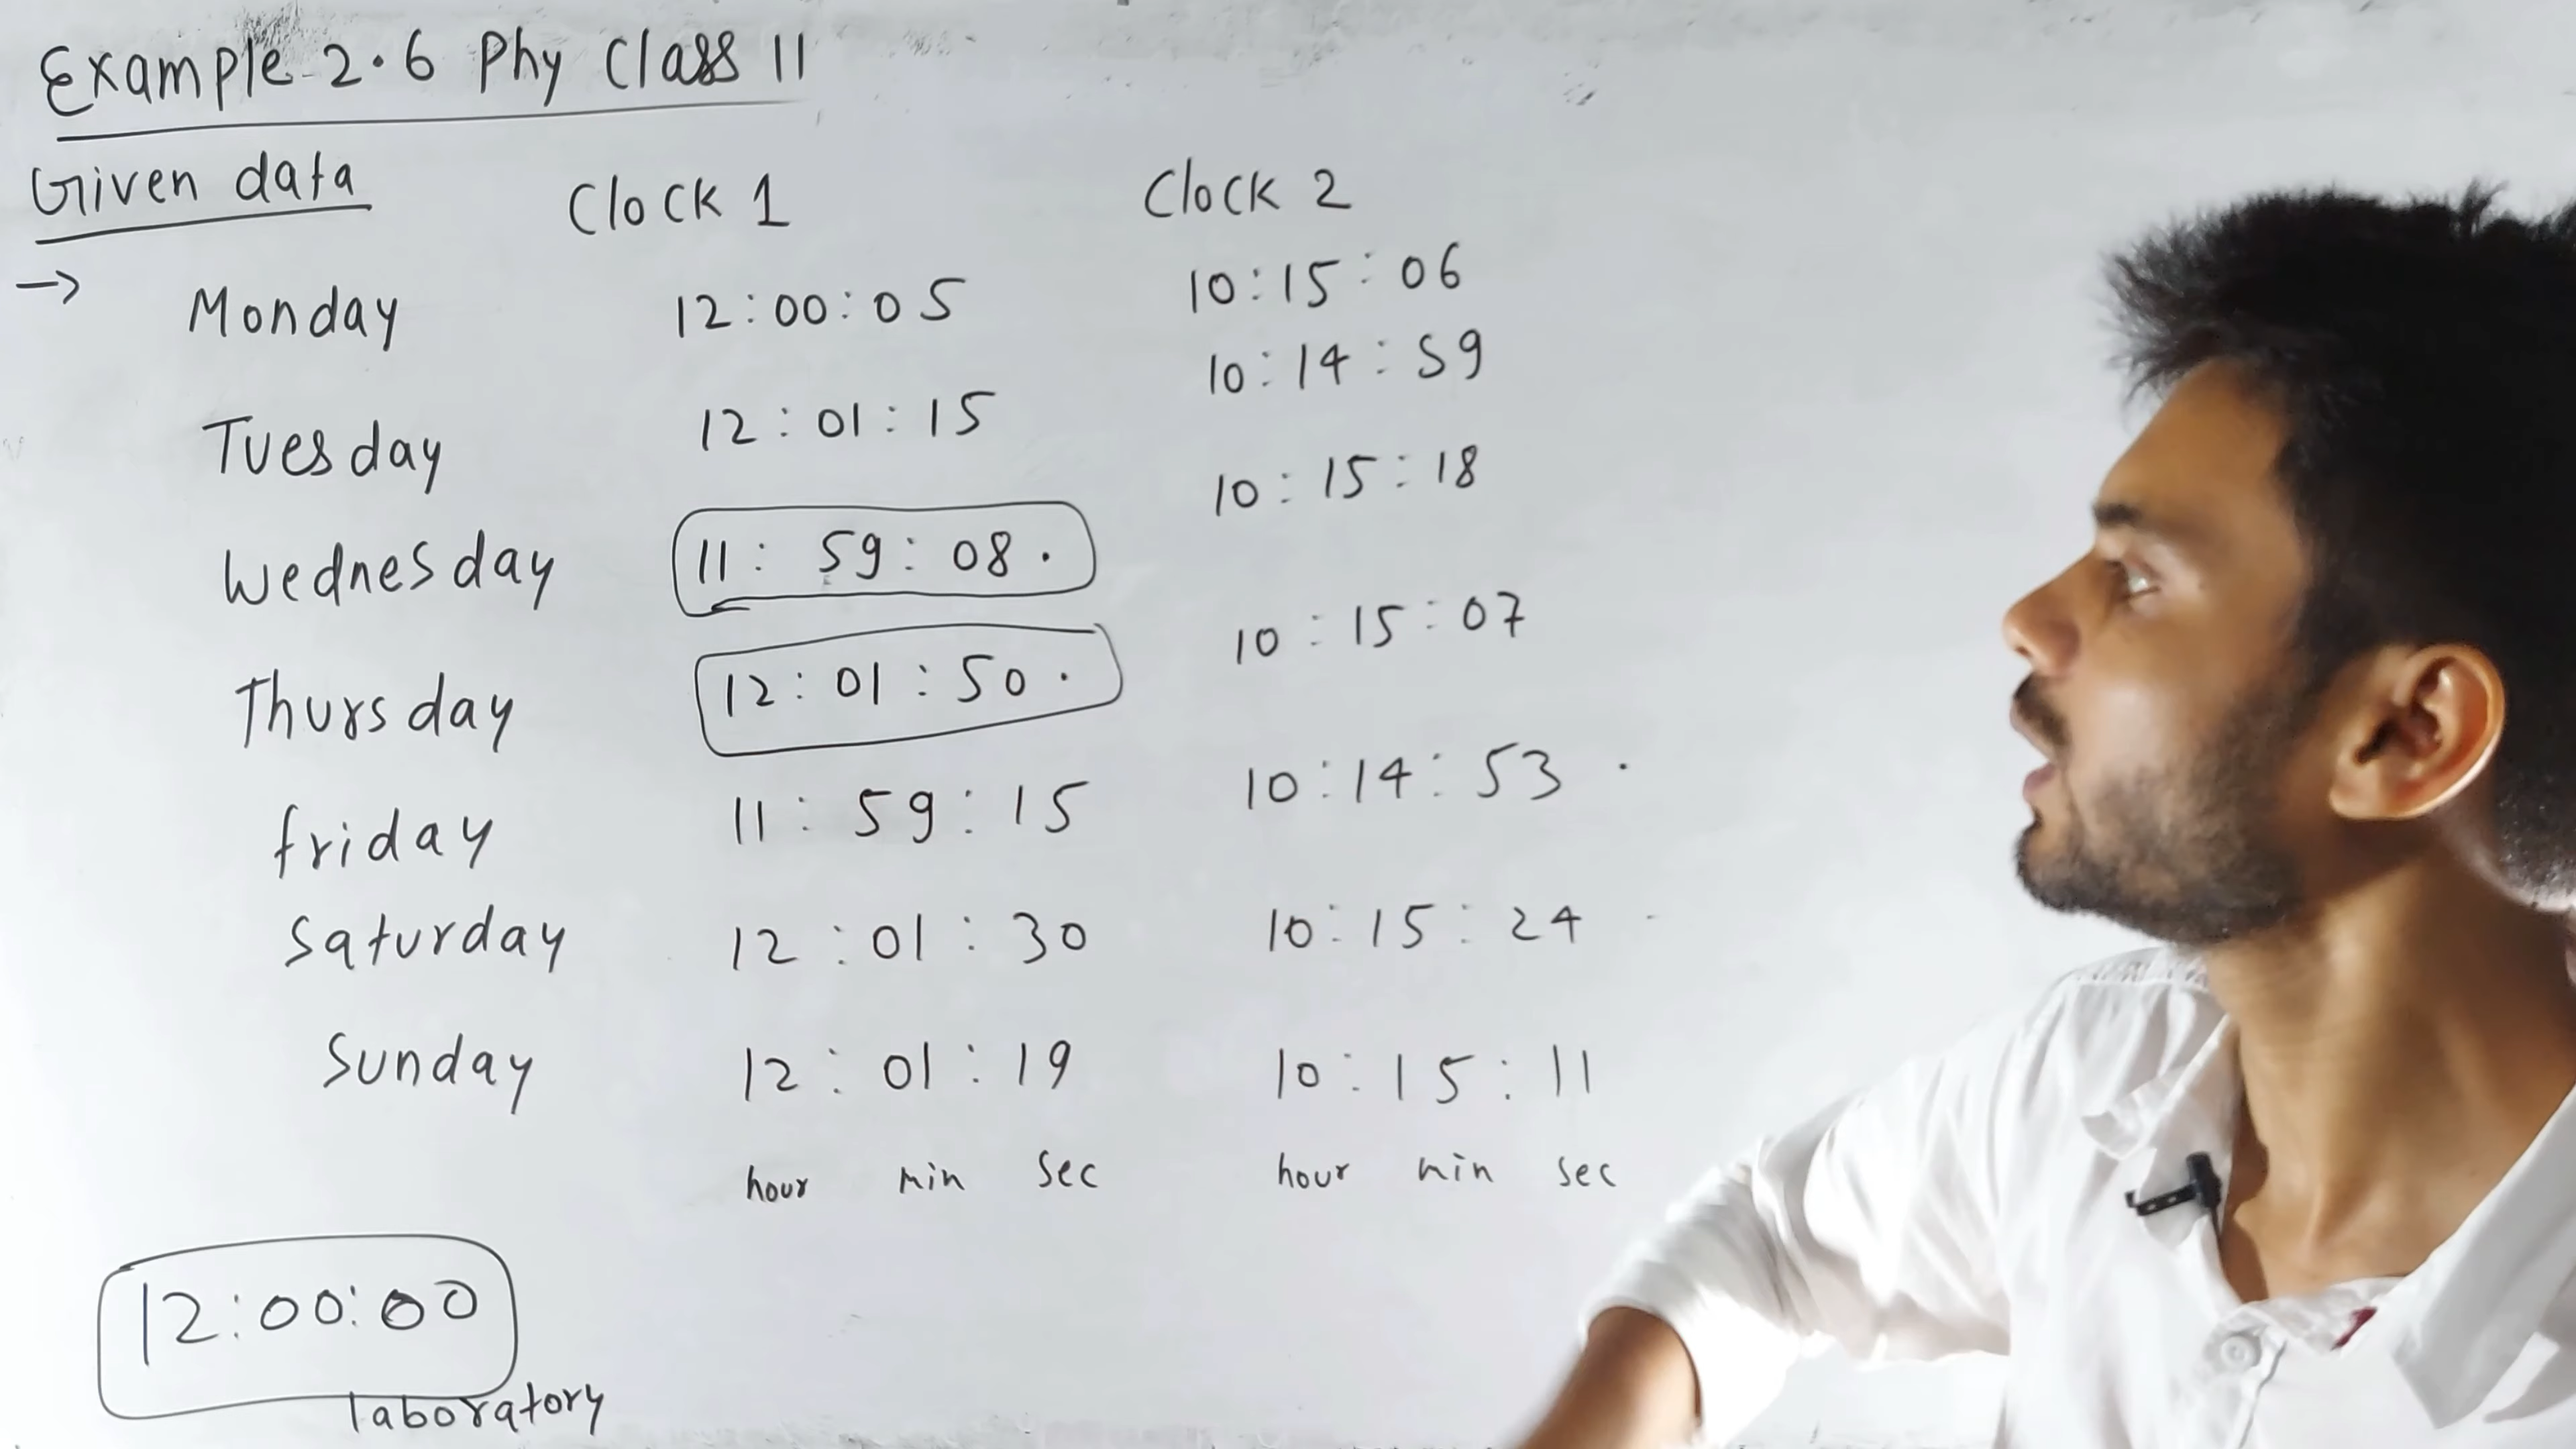 Example 2.6 Phy Class 11
Given data Clock 1 Clock 2
→ Monday 12:00:05 10:15:06
Tuesday 12:01:15 10:14:59
Wednesday 11:59:08. 10:15:18
Thursday 12:01:50. 10:15:07
friday 11:59:15 10:14:53 .
Saturday 12:01:30 10:15:24
Sunday 12:01:19 10:15:11
hour min sec hour min sec
12:00:00
laboratory